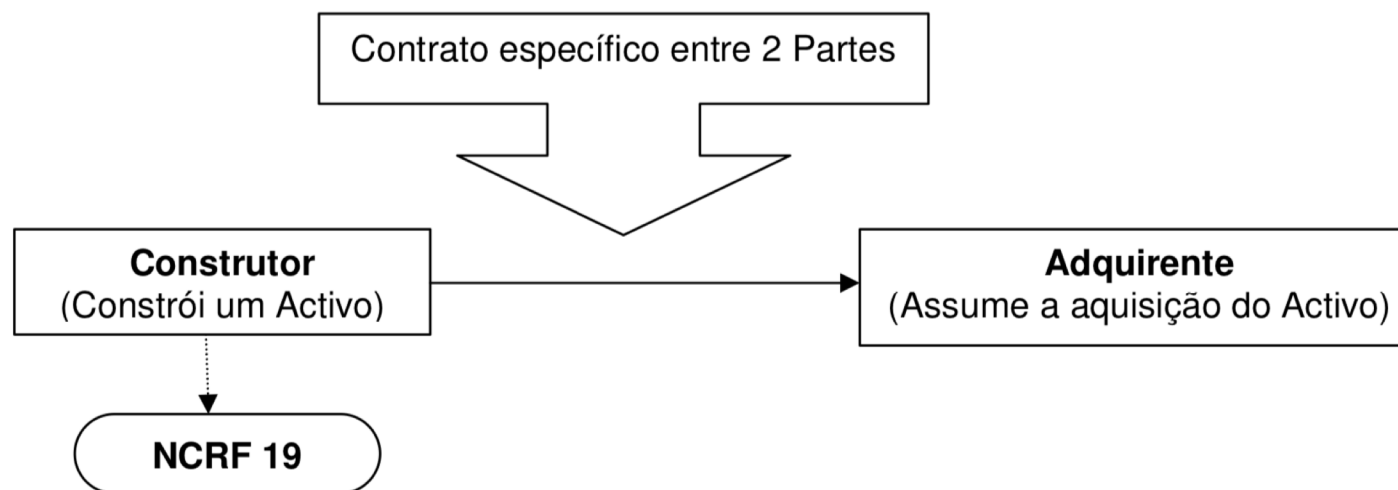 Contrato específico entre 2 Partes
Construtor
(Constrói um Activo)
Adquirente
(Assume a aquisição do Activo)
NCRF 19